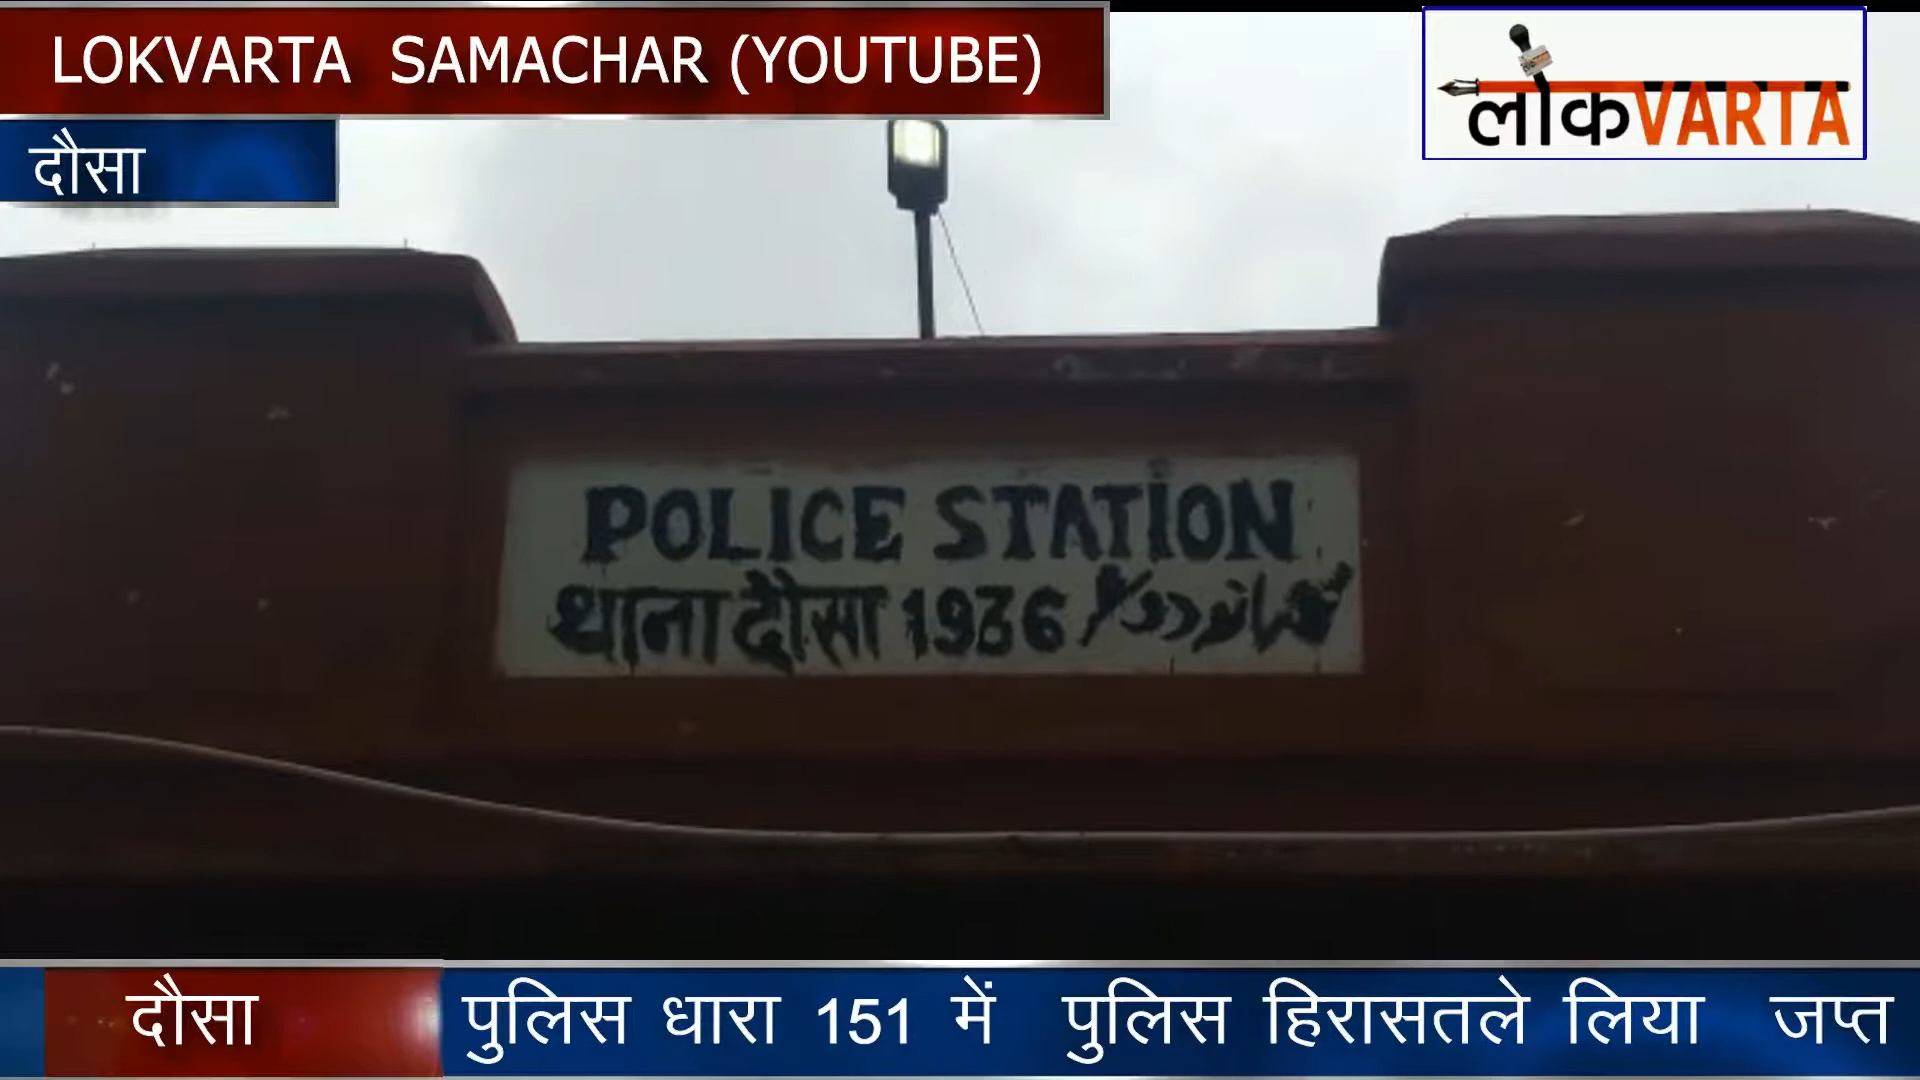 LOKVARTA SAMACHAR (YOUTUBE)
लोकVARTA
दौसा
POLICE STATION
थाना दौसा 1936
दौसा
पुलिस धारा 151 में पुलिस हिरासतले लिया जप्त